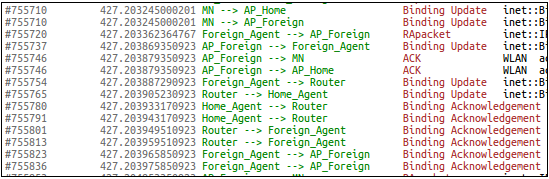 #755710 427.203245000201 MN --> AP_Home Binding Update inet::B
#755710 427.203245000201 MN --> AP_Foreign Binding Update inet::B
#755720 427.203362364767 Foreign_Agent --> AP_Foreign RApacket inet::I
#755737 427.203869350923 AP_Foreign --> Foreign_Agent Binding Update inet::B
#755746 427.203879350923 AP_Foreign --> MN ACK WLAN
#755746 427.203879350923 AP_Foreign --> AP_Home ACK WLAN
#755754 427.203887290923 Foreign_Agent --> Router Binding Update inet::B
#755765 427.203905230923 Router --> Home_Agent Binding Update inet::B
#755780 427.203933170923 Home_Agent --> Router Binding Acknowledgement
#755791 427.203943170923 Home_Agent --> Router Binding Acknowledgement
#755801 427.203949510923 Router --> Foreign_Agent Binding Acknowledgement
#755813 427.203959510923 Router --> Foreign_Agent Binding Acknowledgement
#755823 427.203965850923 Foreign_Agent --> AP_Foreign Binding Acknowledgement
#755836 427.203975850923 Foreign_Agent --> AP_Foreign Binding Acknowledgement